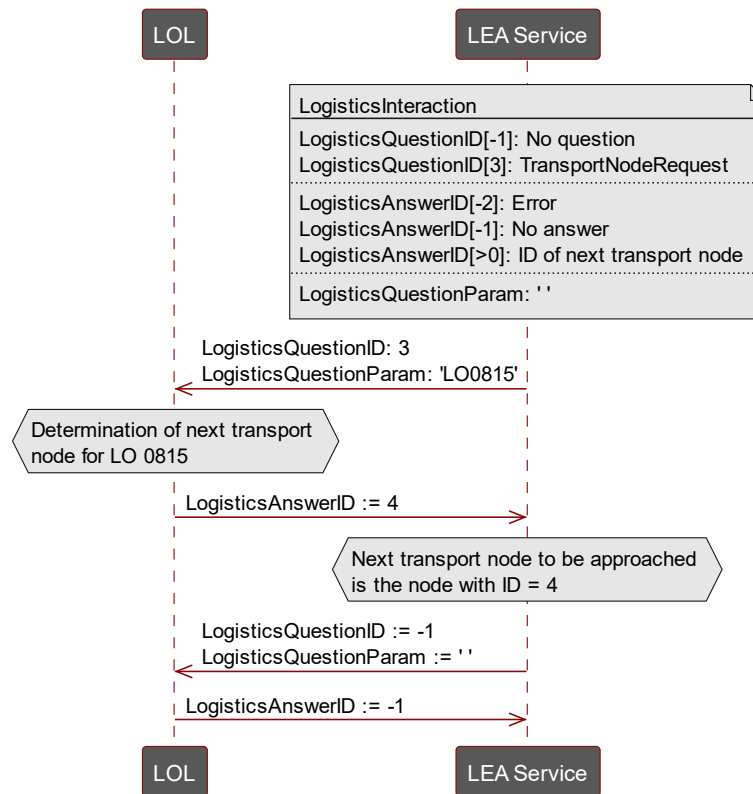 LOL
LEA Service
LogisticsInteraction
LogisticsQuestionID[-1]: No question
LogisticsQuestionID[3]: TransportNodeRequest
LogisticsAnswerID[-2]: Error
LogisticsAnswerID[-1]: No answer
LogisticsAnswerID[>0]: ID of next transport node
LogisticsQuestionParam: ' '
LogisticsQuestionID: 3
LogisticsQuestionParam: 'LO0815'
Determination of next transport
node for LO 0815
LogisticsAnswerID := 4
Next transport node to be approached
is the node with ID = 4
LogisticsQuestionID := -1
LogisticsQuestionParam := ' '
LogisticsAnswerID := -1
LOL
LEA Service